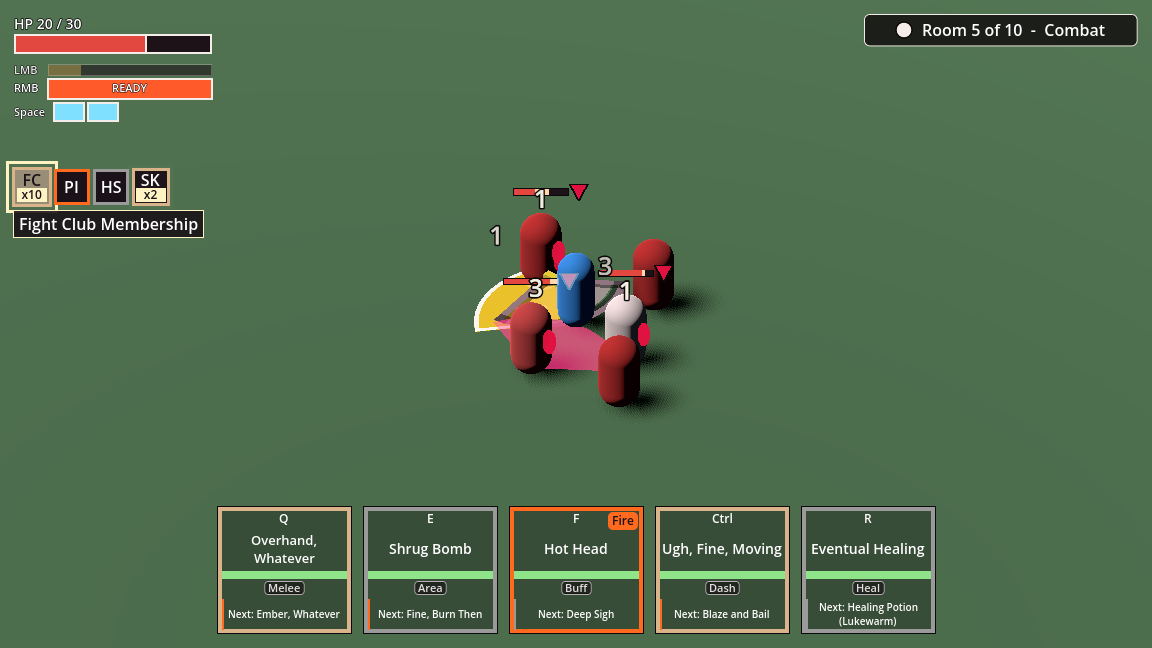 HP 20 / 30
Room 5 of 10 - Combat
LMB
RMB
READY
Space
FC
x10
PI
HS
SK
x2
Fight Club Membership
1
1
3
3
1
Q
Overhand,
Whatever
Melee
Next: Ember, Whatever
E
Shrug Bomb
Area
Next: Fine, Burn Then
F
Fire
Hot Head
Buff
Next: Deep Sigh
Ctrl
Ugh, Fine, Moving
Dash
Next: Blaze and Bail
R
Eventual Healing
Heal
Next: Healing Potion
(Lukewarm)